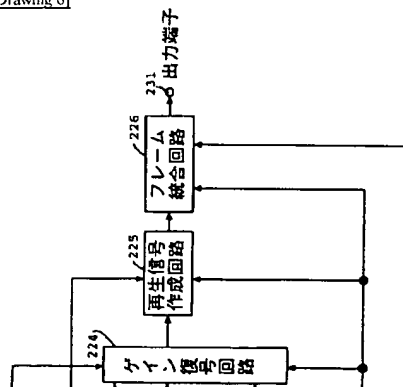 Drawing 6]
231
出力端子
226
フレーム
統合回路
225
再生信号
作成回路
224
ゲイン復号回路